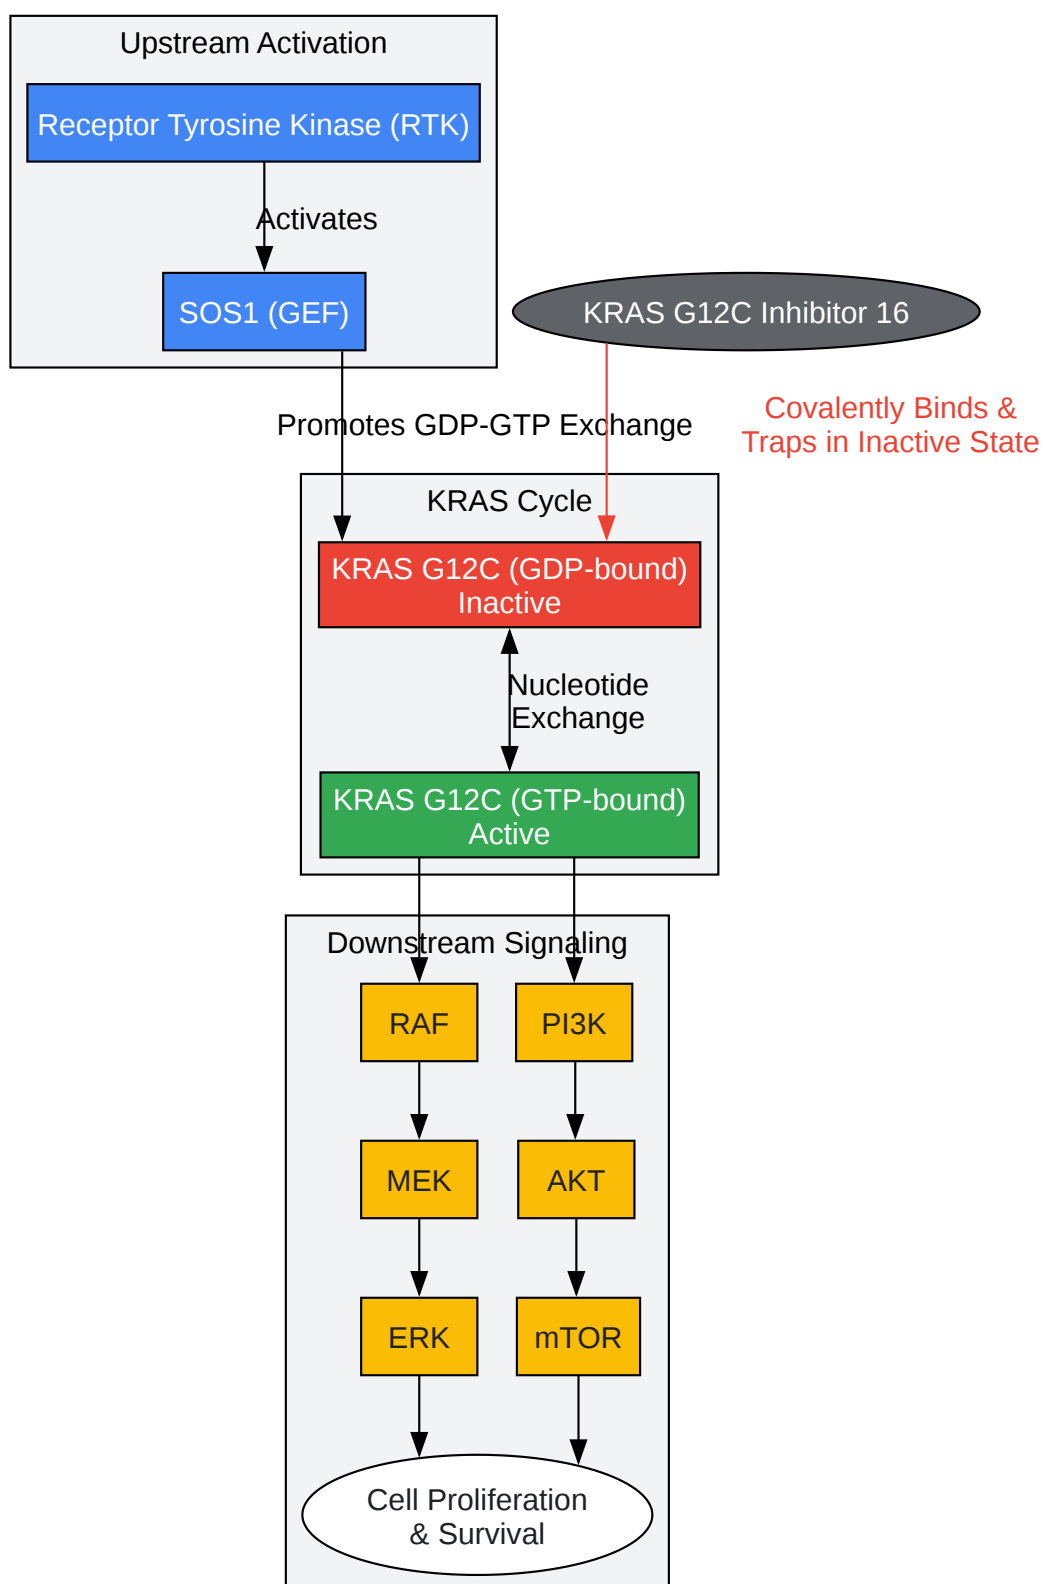 Upstream Activation
Receptor Tyrosine Kinase (RTK)
Activates
SOS1 (GEF)
KRAS G12C Inhibitor 16
Covalently Binds &
Traps in Inactive State
Promotes GDP-GTP Exchange
KRAS Cycle
KRAS G12C (GDP-bound)
Inactive
Nucleotide
Exchange
KRAS G12C (GTP-bound)
Active
Downstream Signaling
RAF
PI3K
MEK
AKT
ERK
mTOR
Cell Proliferation
& Survival